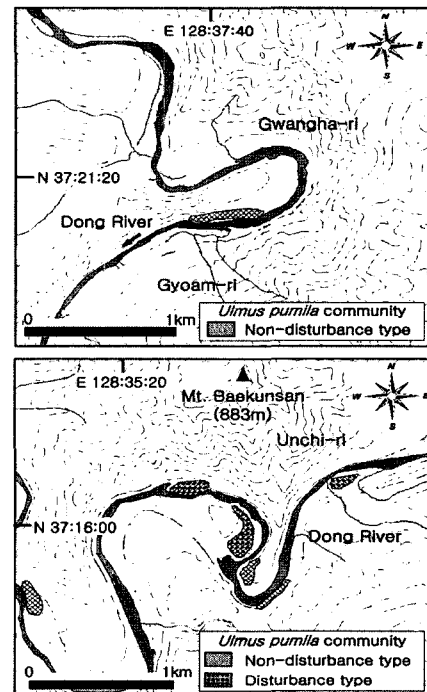 E 128:37:40
N
W
E
S
Gwangha-ri
N 37:21:20
Dong River
Gyoam-ri
Ulmus pumila community
Non-disturbance type
0
1km
E 128:35:20
Mt. Baekunsan
(883m)
N
W
E
S
Unchi-ri
N 37:16:00
Dong River
Ulmus pumila community
Non-disturbance type
Disturbance type
0
1km